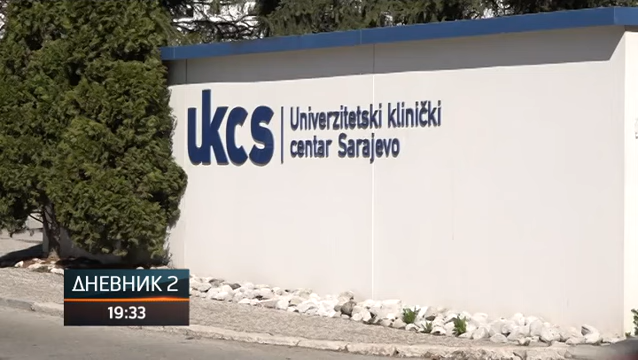 UKCS
Univerzitetski klinički
centar Sarajevo
ДНЕВНИК 2
19:33